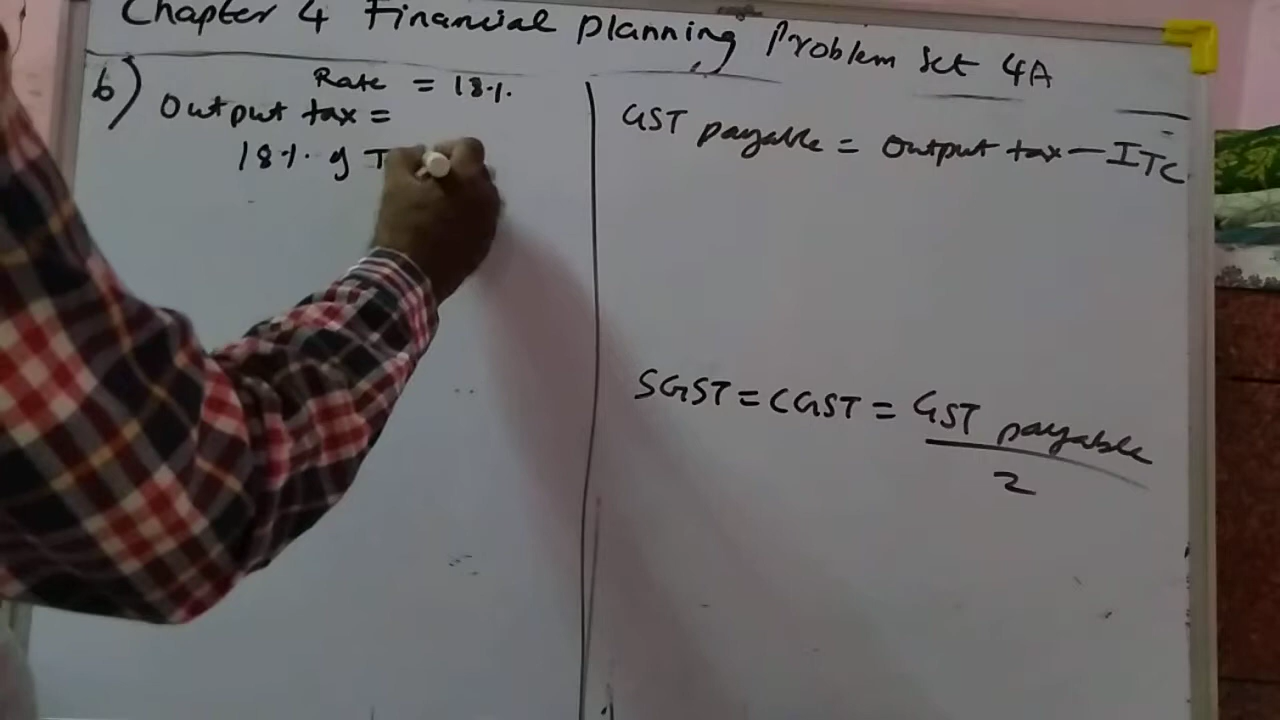 Chapter 4 Financial planning Problem set 4A
6) Rate = 18%.
Output tax =
18%. of T
GST payable = Output tax - ITC
SGST = CGST = GST payable
2